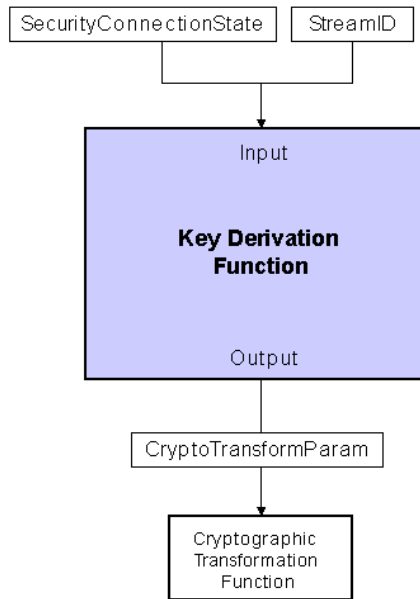 SecurityConnectionState
StreamID
Input
Key Derivation
Function
Output
CryptoTransformParam
Cryptographic
Transformation
Function